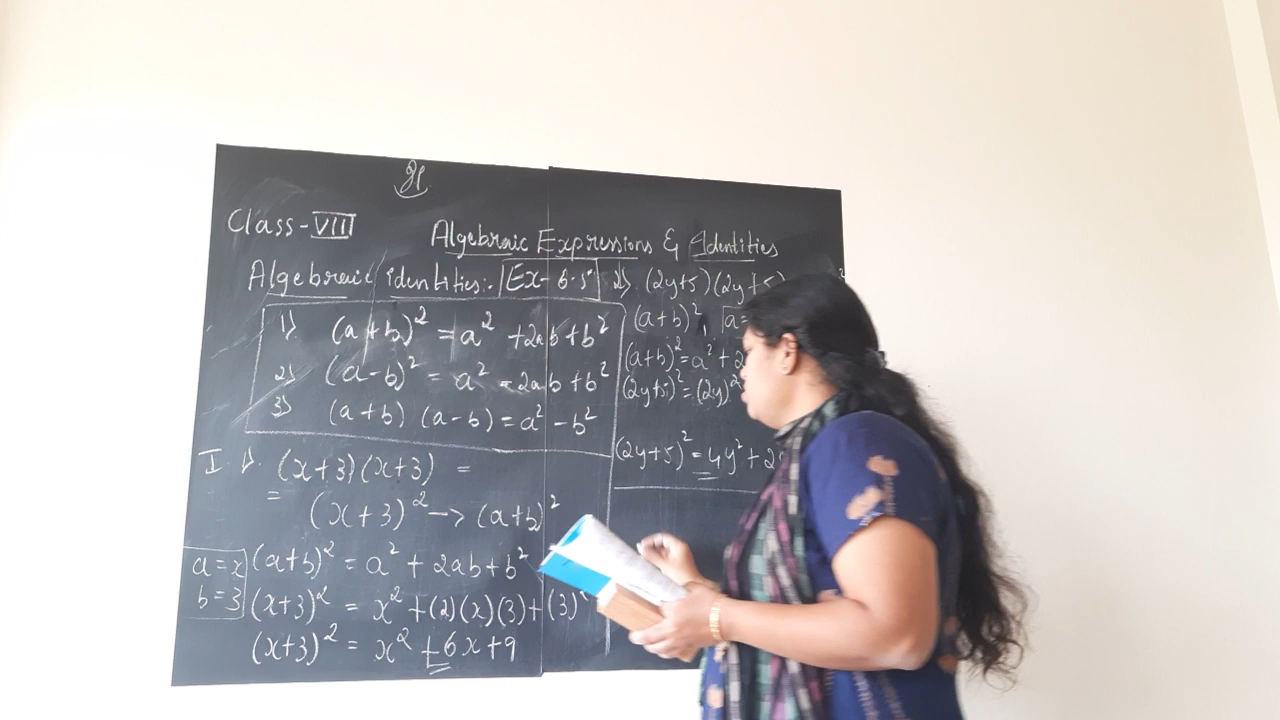 Class-VIII
Algebraic Expressions & Identities
Algebraic identities:- Ex-6.5
1) (a+b)² = a² +2ab+b²
2) (a-b)² = a² -2ab+b²
3) (a+b) (a-b) = a² - b²
I 1) (x+3)(x+3) =
= (x+3)² → (a+b)²
a=x
b=3
(a+b)² = a² + 2ab+b²
(x+3)² = x² +(2)(x)(3)+(3)²
(x+3)² = x² +6x+9
2) (2y+5)(2y+5)
(a+b)², a=
(a+b)²=a²+2
(2y+5)²=(2y)²
(2y+5)²=4y²+2